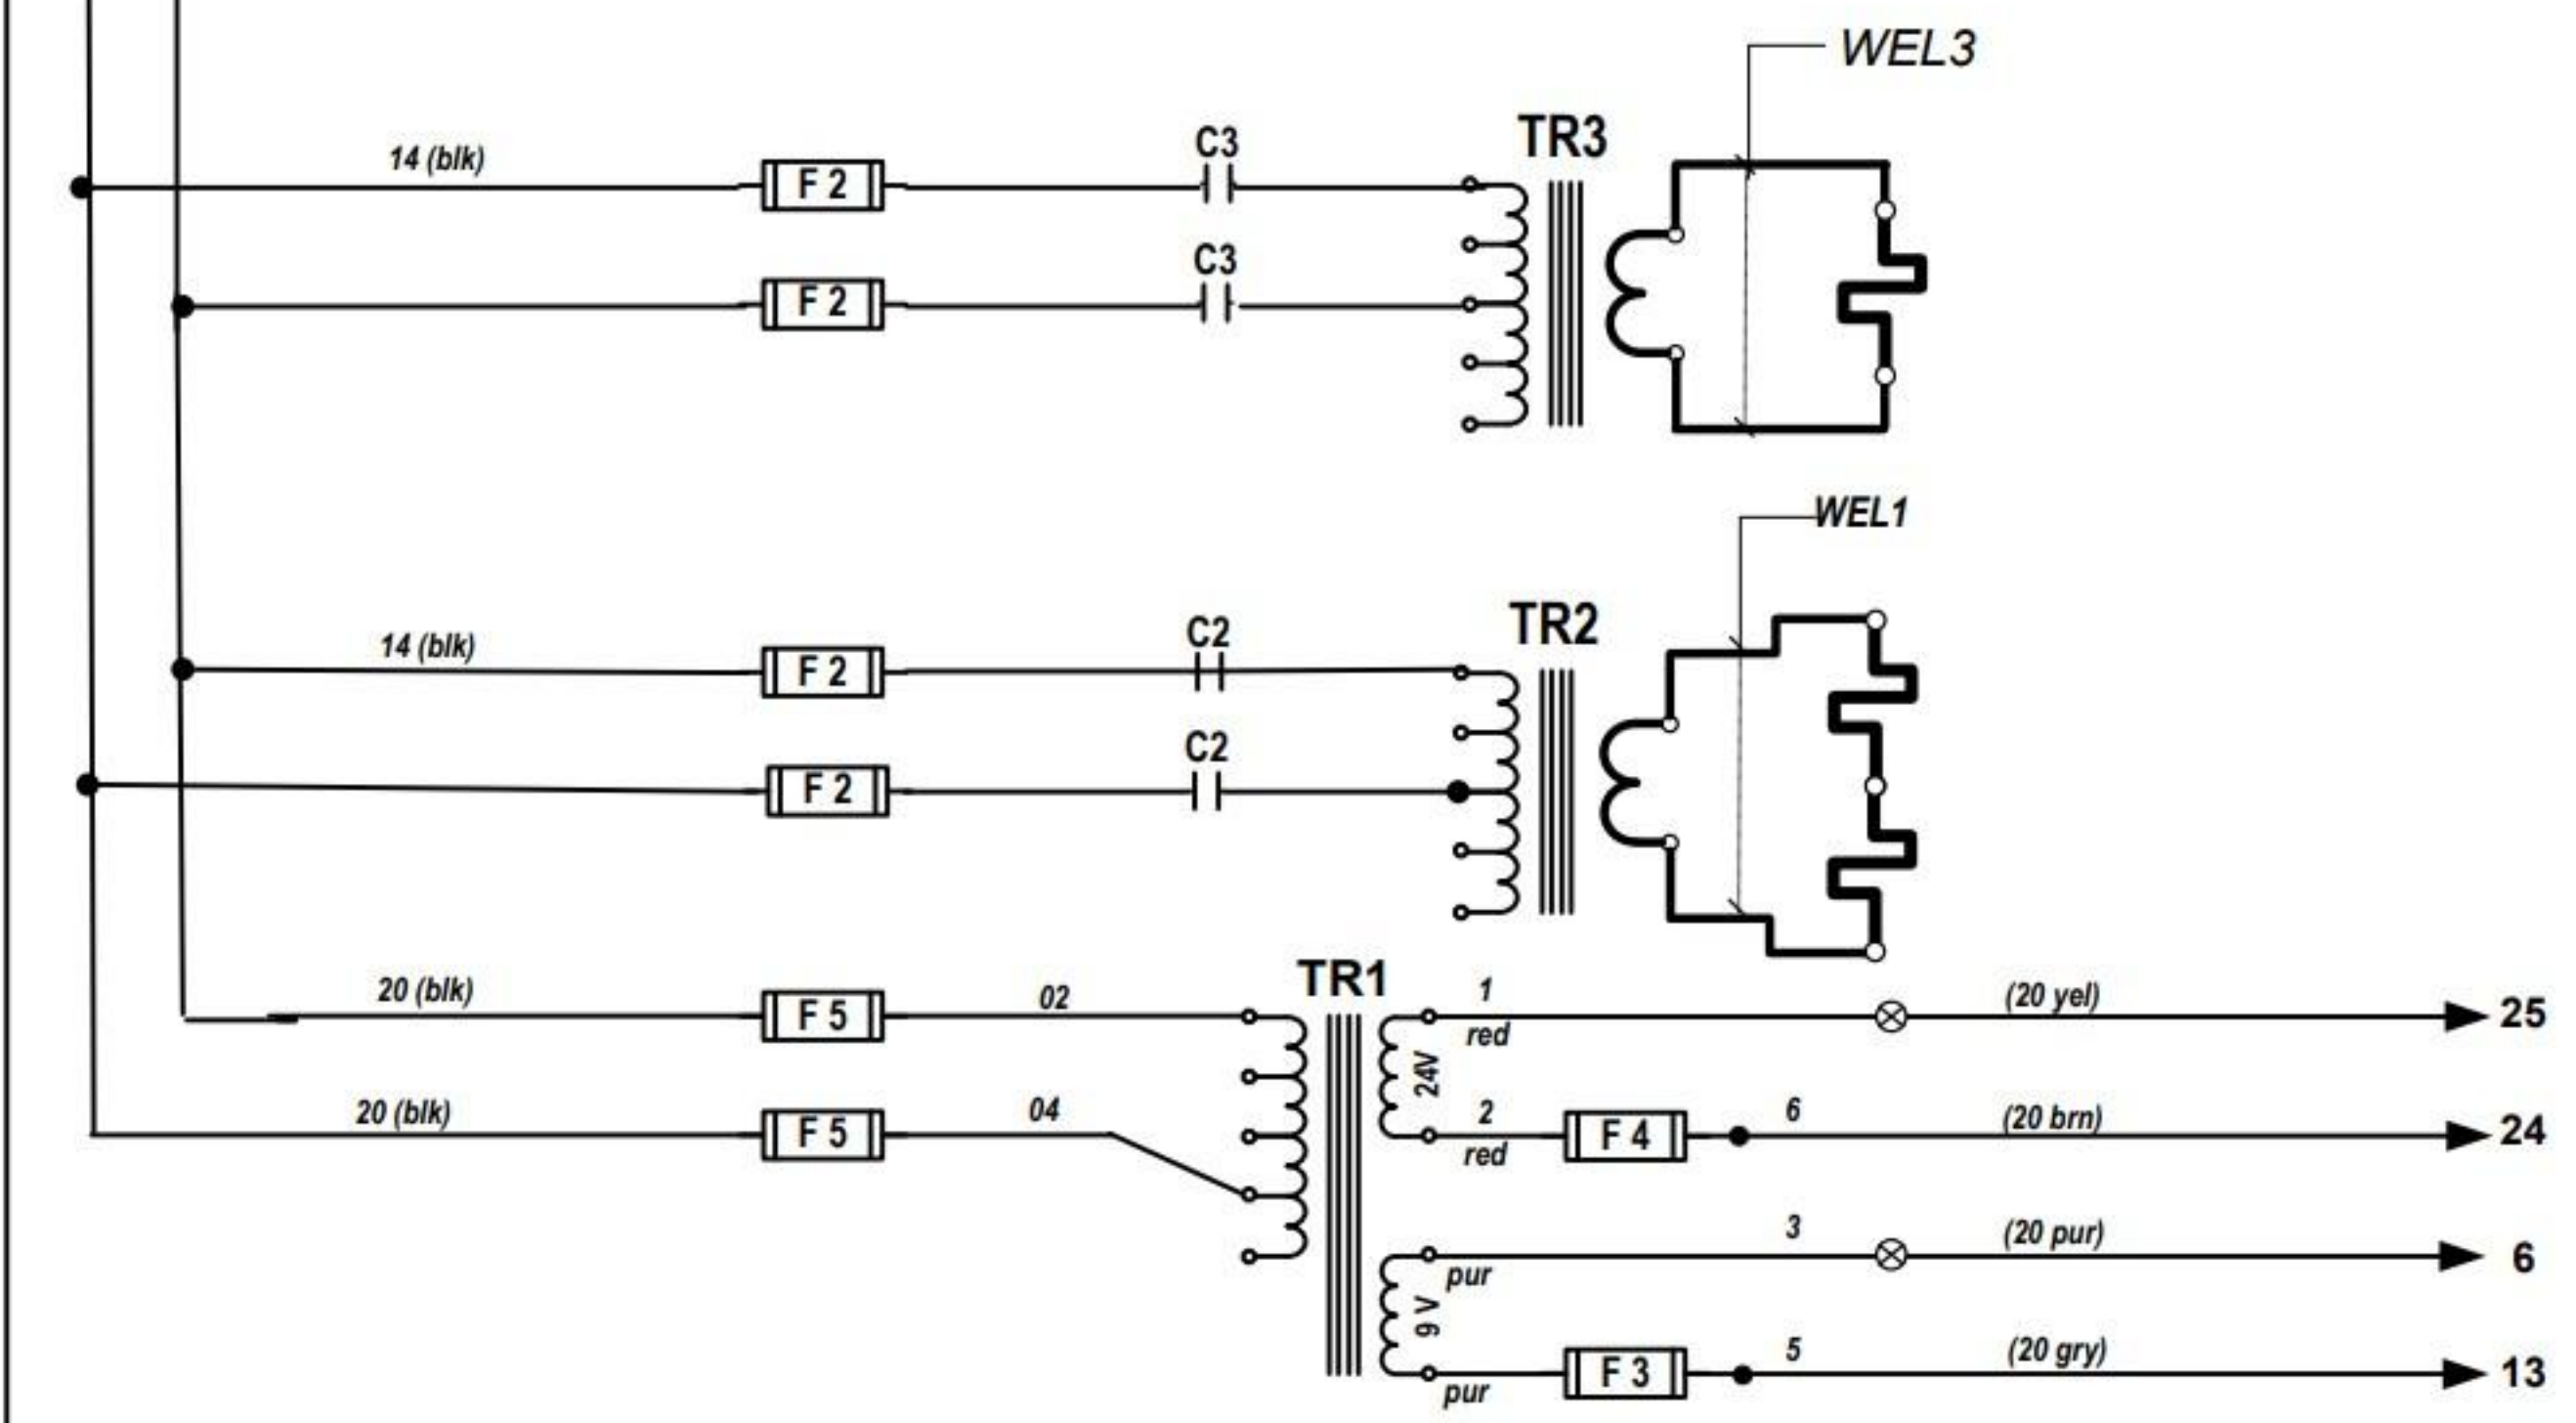 WEL3
TR3
14 (blk) F 2 C3
F 2 C3
WEL1
TR2
14 (blk) F 2 C2
F 2 C2
TR1
20 (blk) F 5 02 1 red (20 yel) 25
24V
20 (blk) F 5 04 2 red F 4 6 (20 brn) 24
pur 3 (20 pur) 6
9 V
pur F 3 5 (20 gry) 13